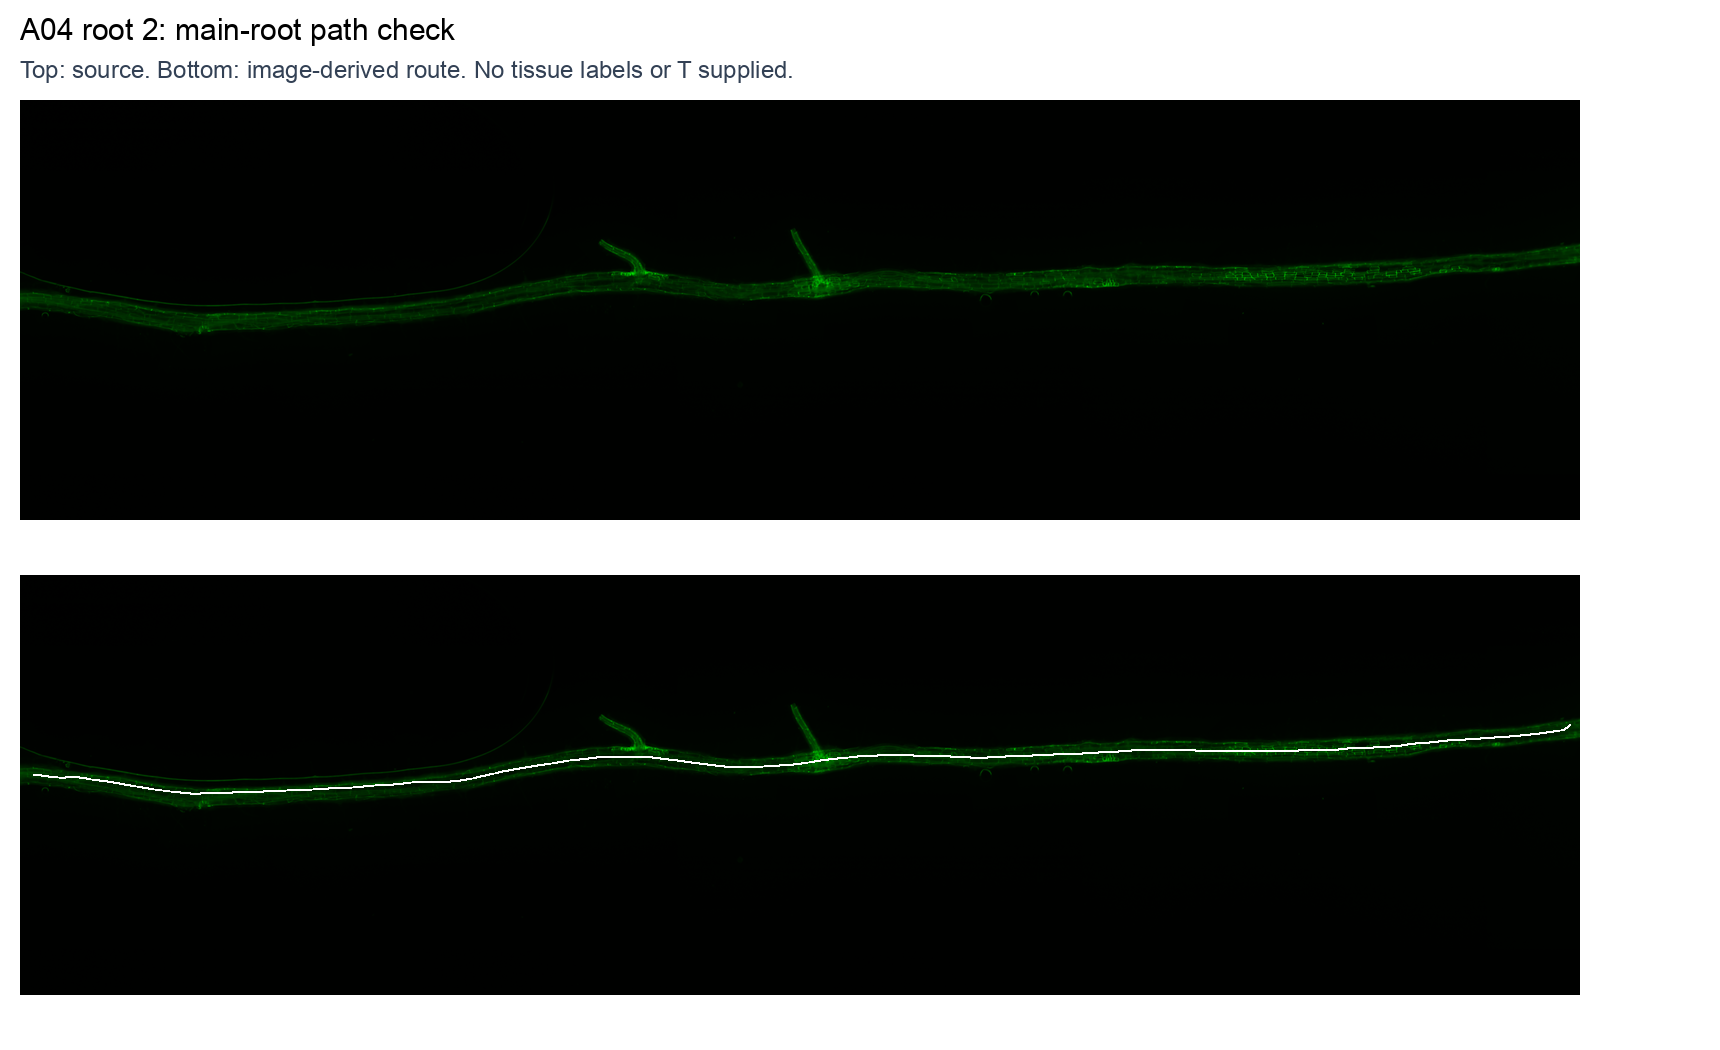 A04 root 2: main-root path check
Top: source. Bottom: image-derived route. No tissue labels or T supplied.